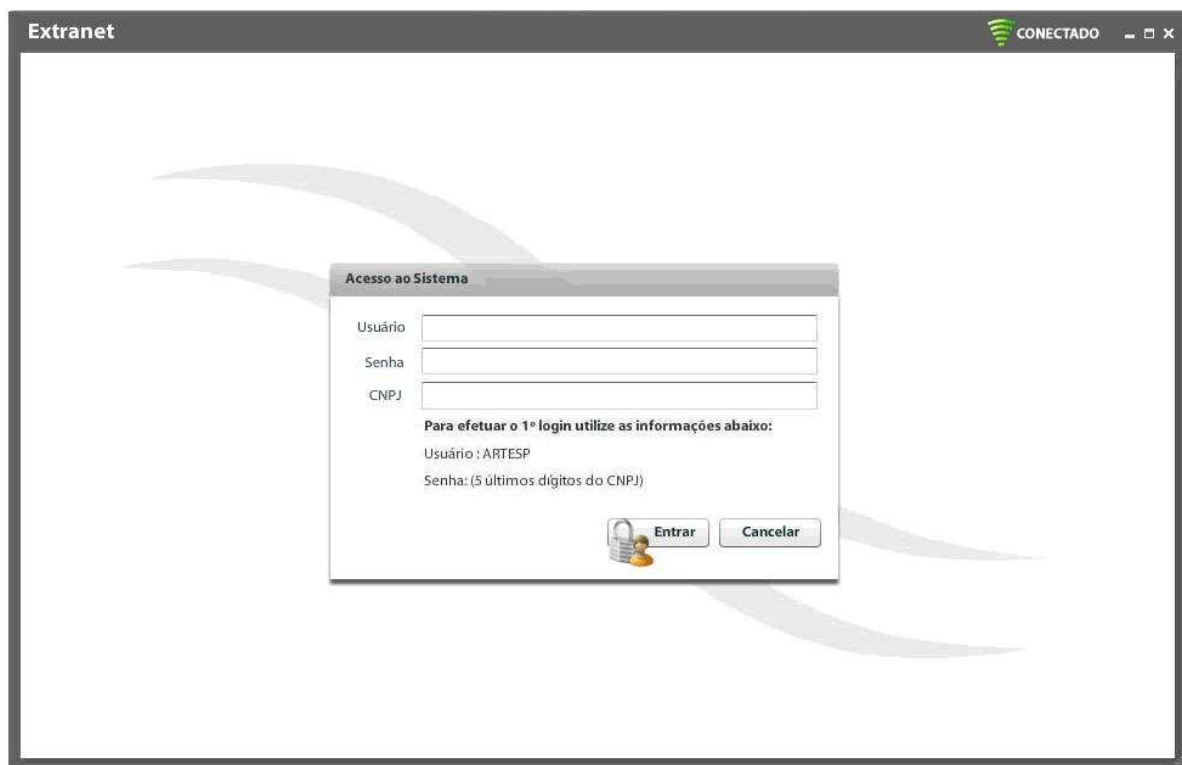 Extranet CONECTADO
Acesso ao Sistema
Usuário
Senha
CNPJ
Para efetuar o 1º login utilize as informações abaixo:
Usuário : ARTESP
Senha: (5 últimos dígitos do CNPJ)
Entrar Cancelar